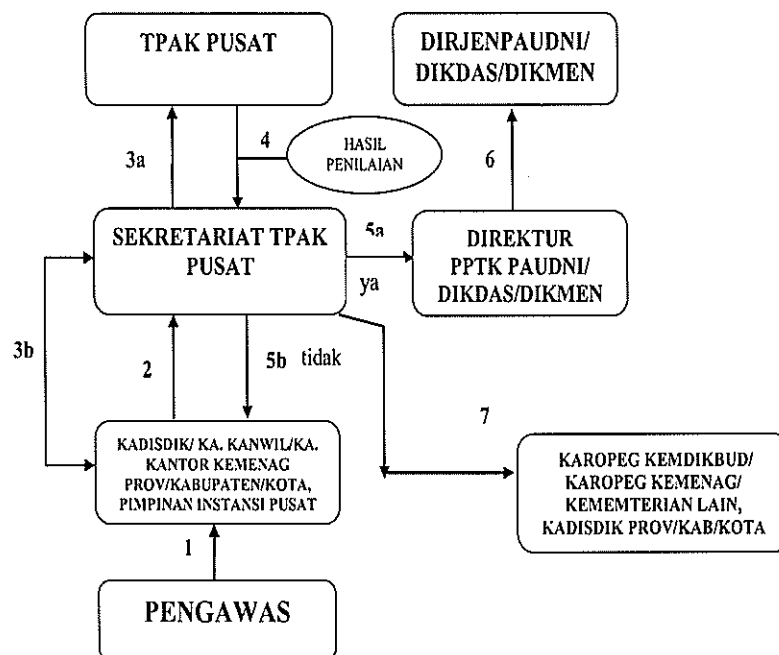 TPAK PUSAT
DIRJENPAUDNI/
DIKDAS/DIKMEN
3a
4
HASIL
PENILAIAN
6
SEKRETARIAT TPAK
PUSAT
5a
ya
DIREKTUR
PPTK PAUDNI/
DIKDAS/DIKMEN
3b
2
5b tidak
7
KADISDIK/ KA. KANWIL/KA.
KANTOR KEMENAG
PROV/KABUPATEN/KOTA,
PIMPINAN INSTANSI PUSAT
KAROPEG KEMDIKBUD/
KAROPEG KEMENAG/
KEMEMTERIAN LAIN,
KADISDIK PROV/KAB/KOTA
1
PENGAWAS